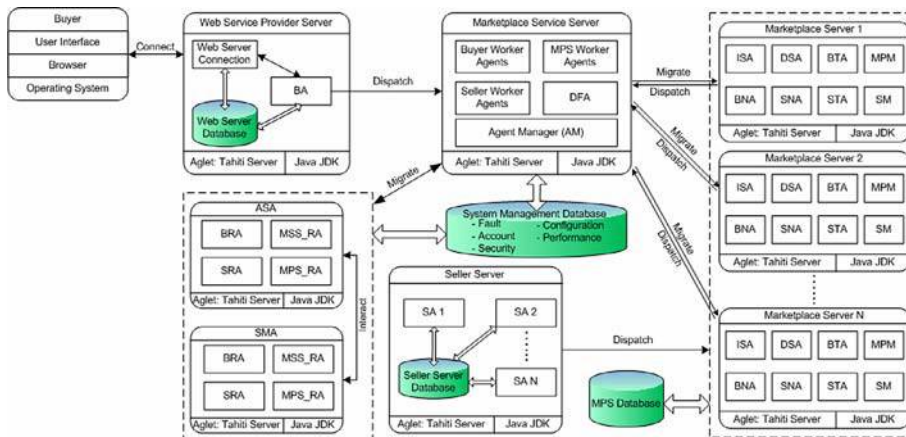 Buyer
User Interface
Browser
Operating System
Connect
Web Service Provider Server
Web Server
Connection
BA
Web Server
Database
Aglet: Tahiti Server
Java JDK
Dispatch
Marketplace Service Server
Buyer Worker
Agents
MPS Worker
Agents
Seller Worker
Agents
DFA
Agent Manager (AM)
Aglet: Tahiti Server
Java JDK
Migrate
Dispatch
Migrate
Dispatch
Migrate
Dispatch
Marketplace Server 1
ISA
DSA
BTA
MPM
BNA
SNA
STA
SM
Aglet: Tahiti Server
Java JDK
Marketplace Server 2
ISA
DSA
BTA
MPM
BNA
SNA
STA
SM
Aglet: Tahiti Server
Java JDK
Marketplace Server N
ISA
DSA
BTA
MPM
BNA
SNA
STA
SM
Aglet: Tahiti Server
Java JDK
Migrate
System Management Database
- Fault
- Configuration
- Account
- Performance
- Security
ASA
BRA
MSS_RA
SRA
MPS_RA
Aglet: Tahiti Server
Java JDK
Interact
SMA
BRA
MSS_RA
SRA
MPS_RA
Aglet: Tahiti Server
Java JDK
Seller Server
SA 1
SA 2
Seller Server
Database
SA N
Aglet: Tahiti Server
Java JDK
Dispatch
MPS Database